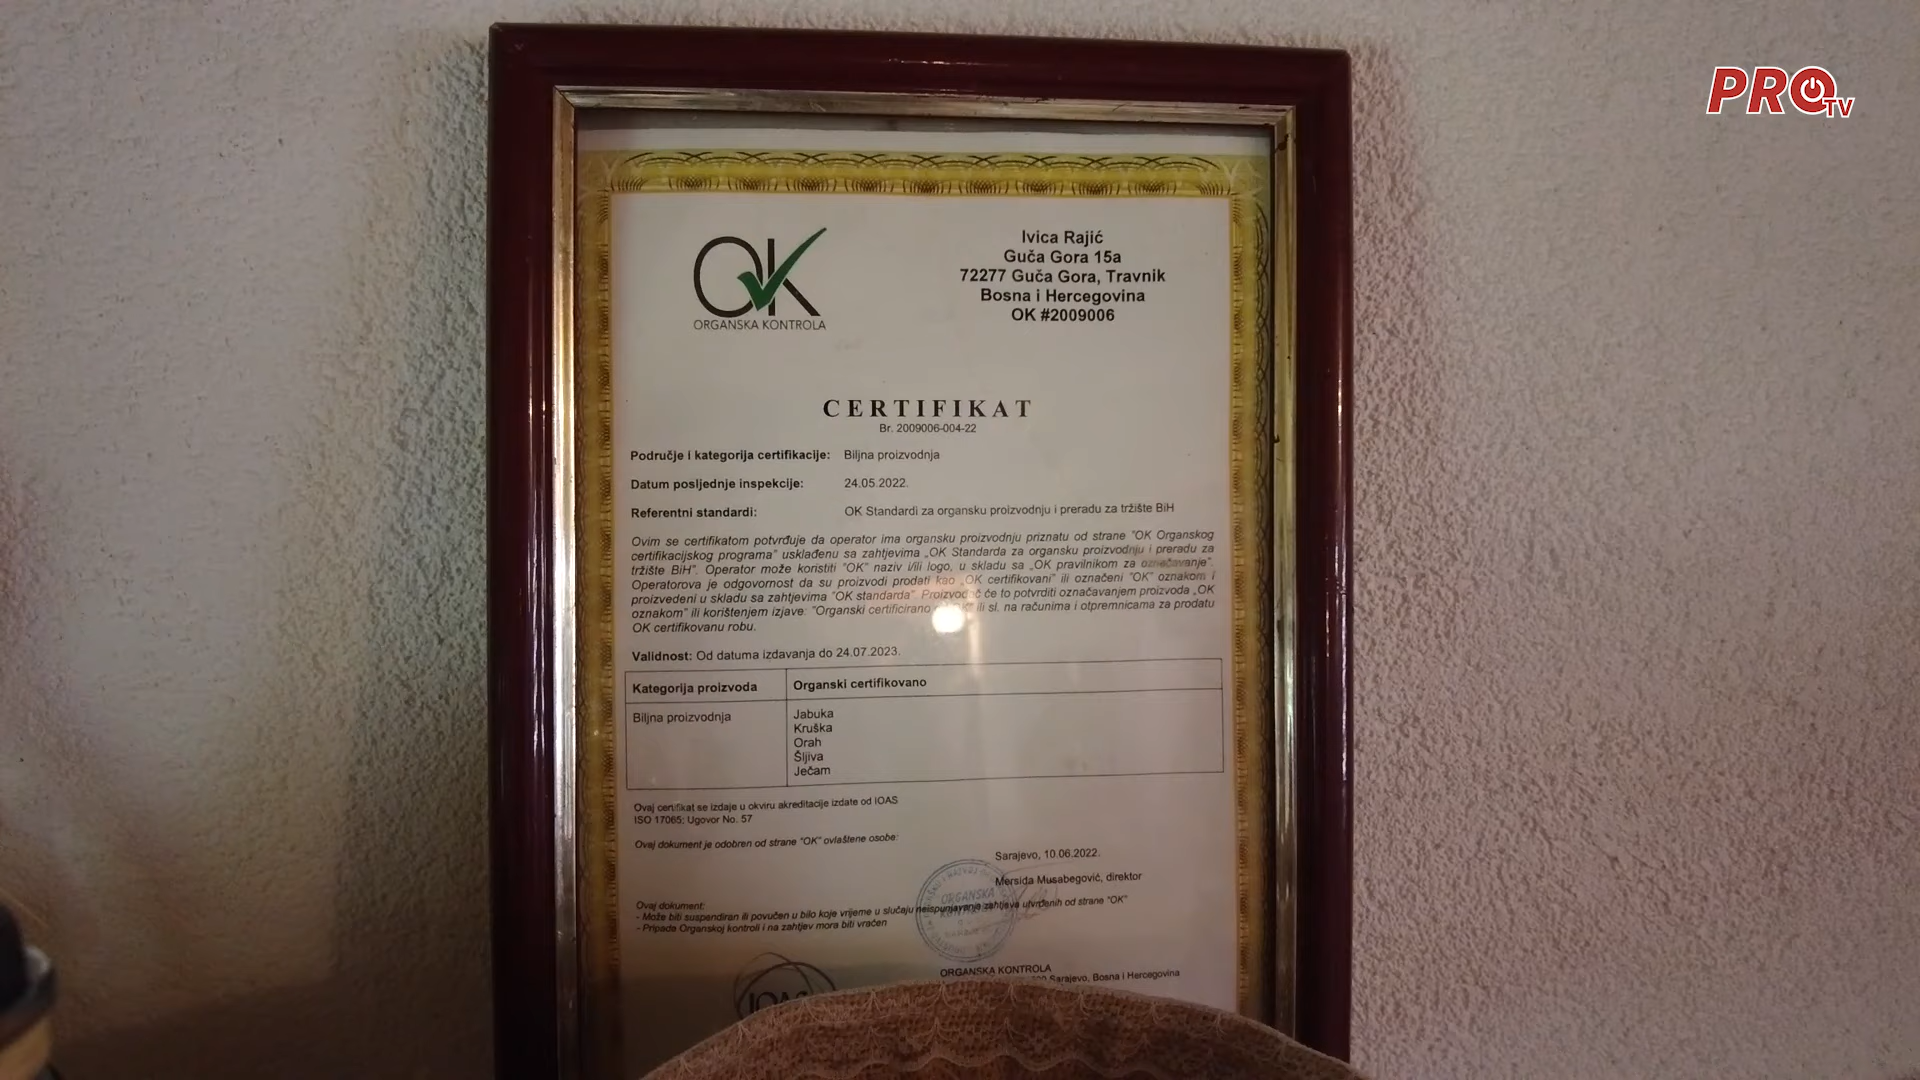 PRO TV
OK
ORGANSKA KONTROLA
Ivica Rajić
Guča Gora 15a
72277 Guča Gora, Travnik
Bosna i Hercegovina
OK #2009006
CERTIFIKAT
Br. 2009006-004-22
Područje i kategorija certifikacije: Biljna proizvodnja
Datum posljednje inspekcije: 24.05.2022.
Referentni standardi: OK Standardi za organsku proizvodnju i preradu za tržište BiH
Ovim se certifikatom potvrđuje da operator ima organsku proizvodnju priznatu od strane "OK Organskog
certifikacijskog programa" usklađenu sa zahtjevima „OK Standarda za organsku proizvodnju i preradu za
tržište BiH". Operator može koristiti "OK" naziv i/ili logo, u skladu sa „OK pravilnikom za označavanje".
Operatorova je odgovornost da su proizvodi prodati kao „OK certifikovani" ili označeni "OK" oznakom i
proizvedeni u skladu sa zahtjevima "OK standarda". Proizvođač će to potvrditi označavanjem proizvoda „OK
oznakom" ili korištenjem izjave: "Organski certificirano ili sl. na računima i otpremnicama za prodatu
OK certifikovanu robu.
Validnost: Od datuma izdavanja do 24.07.2023.
Kategorija proizvoda Organski certifikovano
Biljna proizvodnja Jabuka
Kruška
Orah
Šljiva
Ječam
Ovaj certifikat se izdaje u okviru akreditacije izdate od IOAS
ISO 17065: Ugovor No. 57
Ovaj dokument je odobren od strane "OK" ovlaštene osobe:
Sarajevo, 10.06.2022.
Mersida Musabegović, direktor
ORGANSKA
Ovaj dokument:
- Može biti suspendiran ili povučen u bilo koje vrijeme u slučaju neispunjavanja zahtjeva utvrđenih od strane "OK"
- Pripada Organskoj kontroli i na zahtjev mora biti vraćen
IOAS
ORGANSKA KONTROLA
Sarajevo, Bosna i Hercegovina